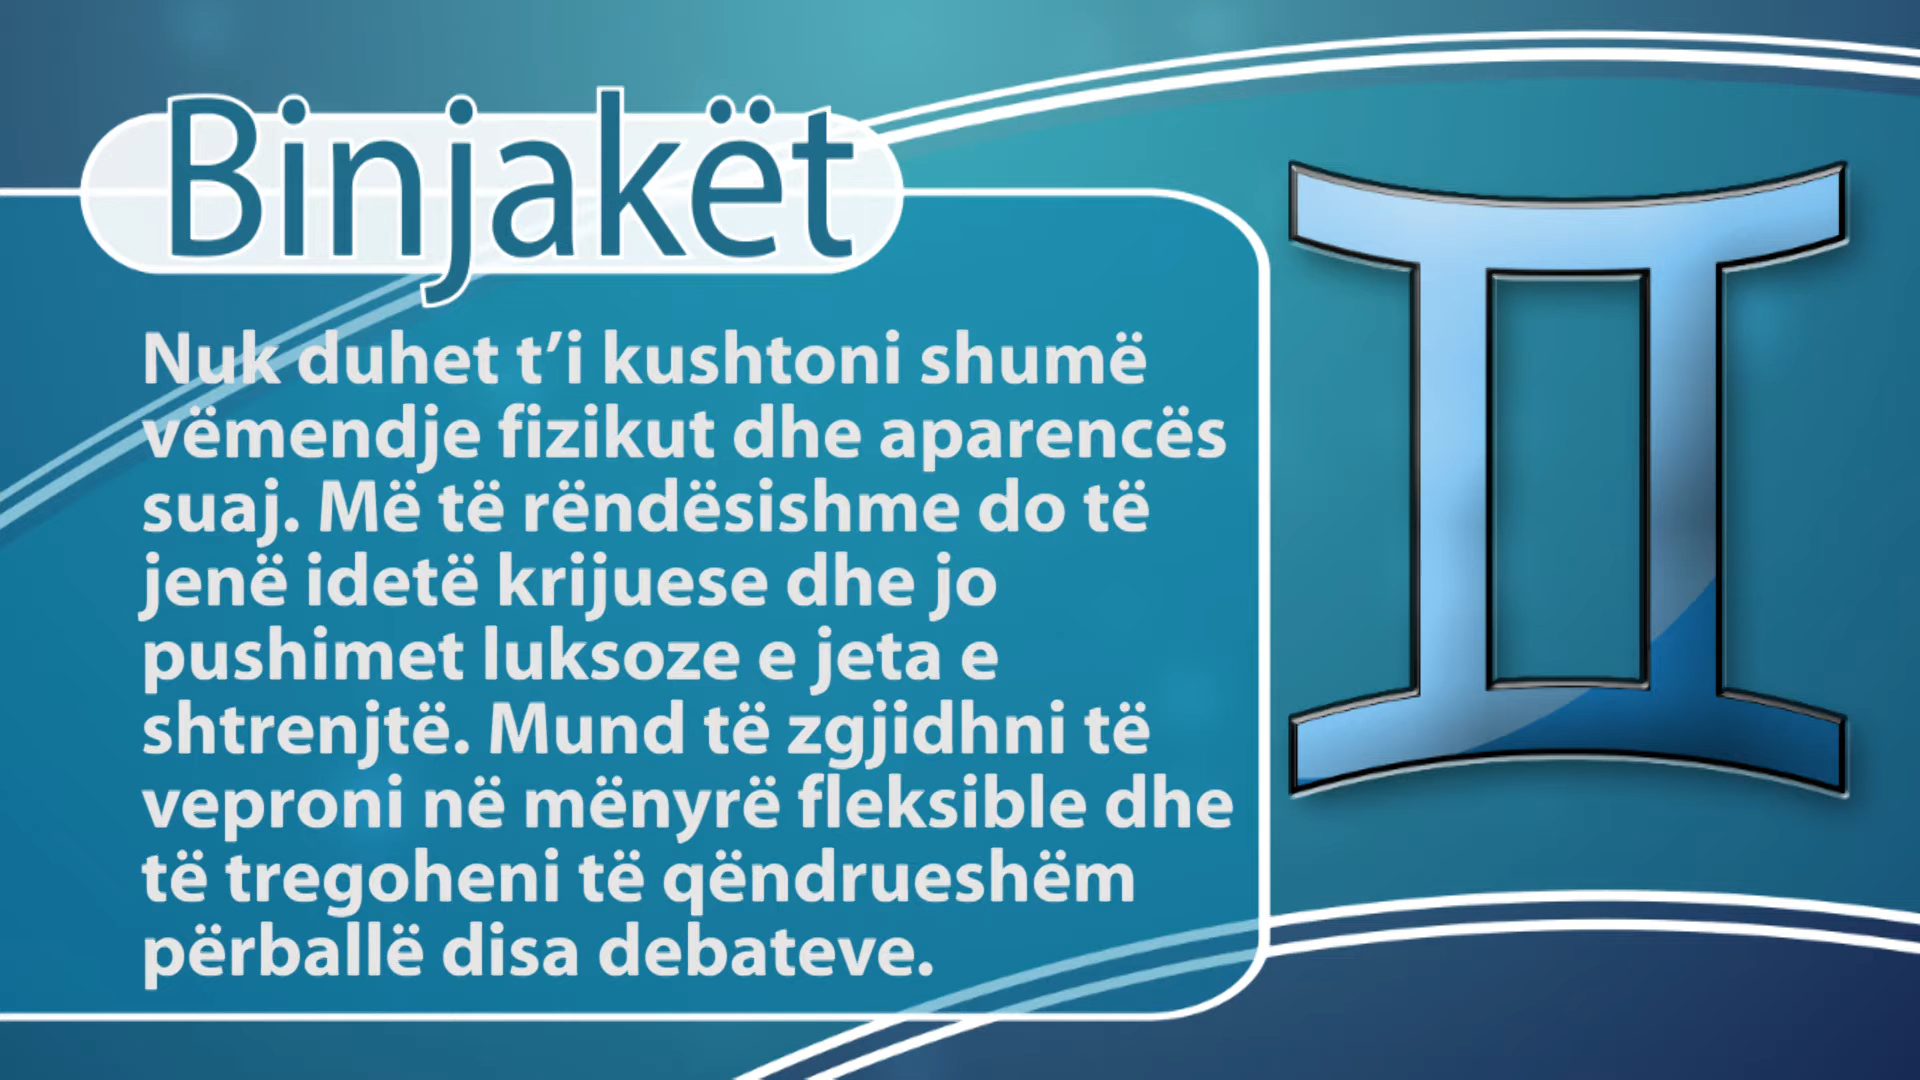 Binjakët
Nuk duhet t’i kushtoni shumë
vëmendje fizikut dhe aparencës
suaj. Më të rëndësishme do të
jenë idetë krijuese dhe jo
pushimet luksoze e jeta e
shtrenjtë. Mund të zgjidhni të
veproni në mënyrë fleksible dhe
të tregoheni të qëndrueshëm
përballë disa debateve.